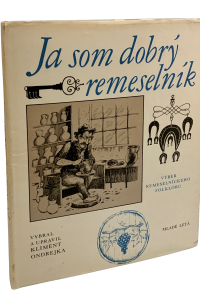 Ja som dobrý
remeselník
VÝBER
REMESELNÍCKEHO
FOLKLÓRU
VYBRAL
A UPRAVIL
KLIMENT
ONDREJKA
MLADÉ LETÁ